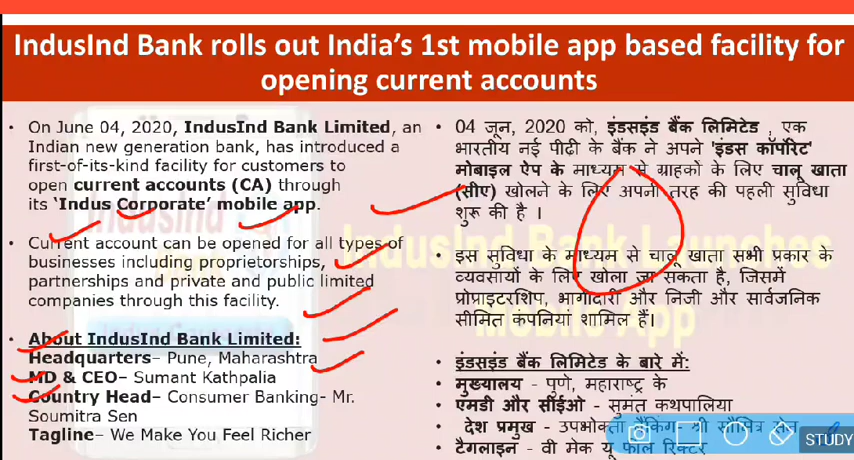 IndusInd Bank rolls out India's 1st mobile app based facility for
opening current accounts
• On June 04, 2020, IndusInd Bank Limited, an
Indian new generation bank, has introduced a
first-of-its-kind facility for customers to
open current accounts (CA) through
its 'Indus Corporate' mobile app.
• Current account can be opened for all types of
businesses including proprietorships,
partnerships and private and public limited
companies through this facility.
• About IndusInd Bank Limited:
Headquarters– Pune, Maharashtra
MD & CEO– Sumant Kathpalia
Country Head– Consumer Banking- Mr.
Soumitra Sen
Tagline– We Make You Feel Richer
• 04 जून, 2020 को, इंडसइंड बैंक लिमिटेड , एक
भारतीय नई पीढ़ी के बैंक ने अपने 'इंडस कॉर्पोरेट'
मोबाइल ऐप के माध्यम से ग्राहकों के लिए चालू खाता
(सीए) खोलने के लिए अपनी तरह की पहली सुविधा
शुरू की है ।
• इस सुविधा के माध्यम से चालू खाता सभी प्रकार के
व्यवसायों के लिए खोला जा सकता है, जिसमें
प्रोप्राइटरशिप, भागीदारी और निजी और सार्वजनिक
सीमित कंपनियां शामिल हैं।
• इंडसइंड बैंक लिमिटेड के बारे में:
• मुख्यालय - पुणे, महाराष्ट्र के
• एमडी और सीईओ - सुमंत कथपालिया
• देश प्रमुख - उपभोक्ता बैंकिंग- श्री सौमित्र सेन
• टैगलाइन - वी मेक यू फील रिक्टर
IndusInd Bank Launches
Mobile App
STUDY